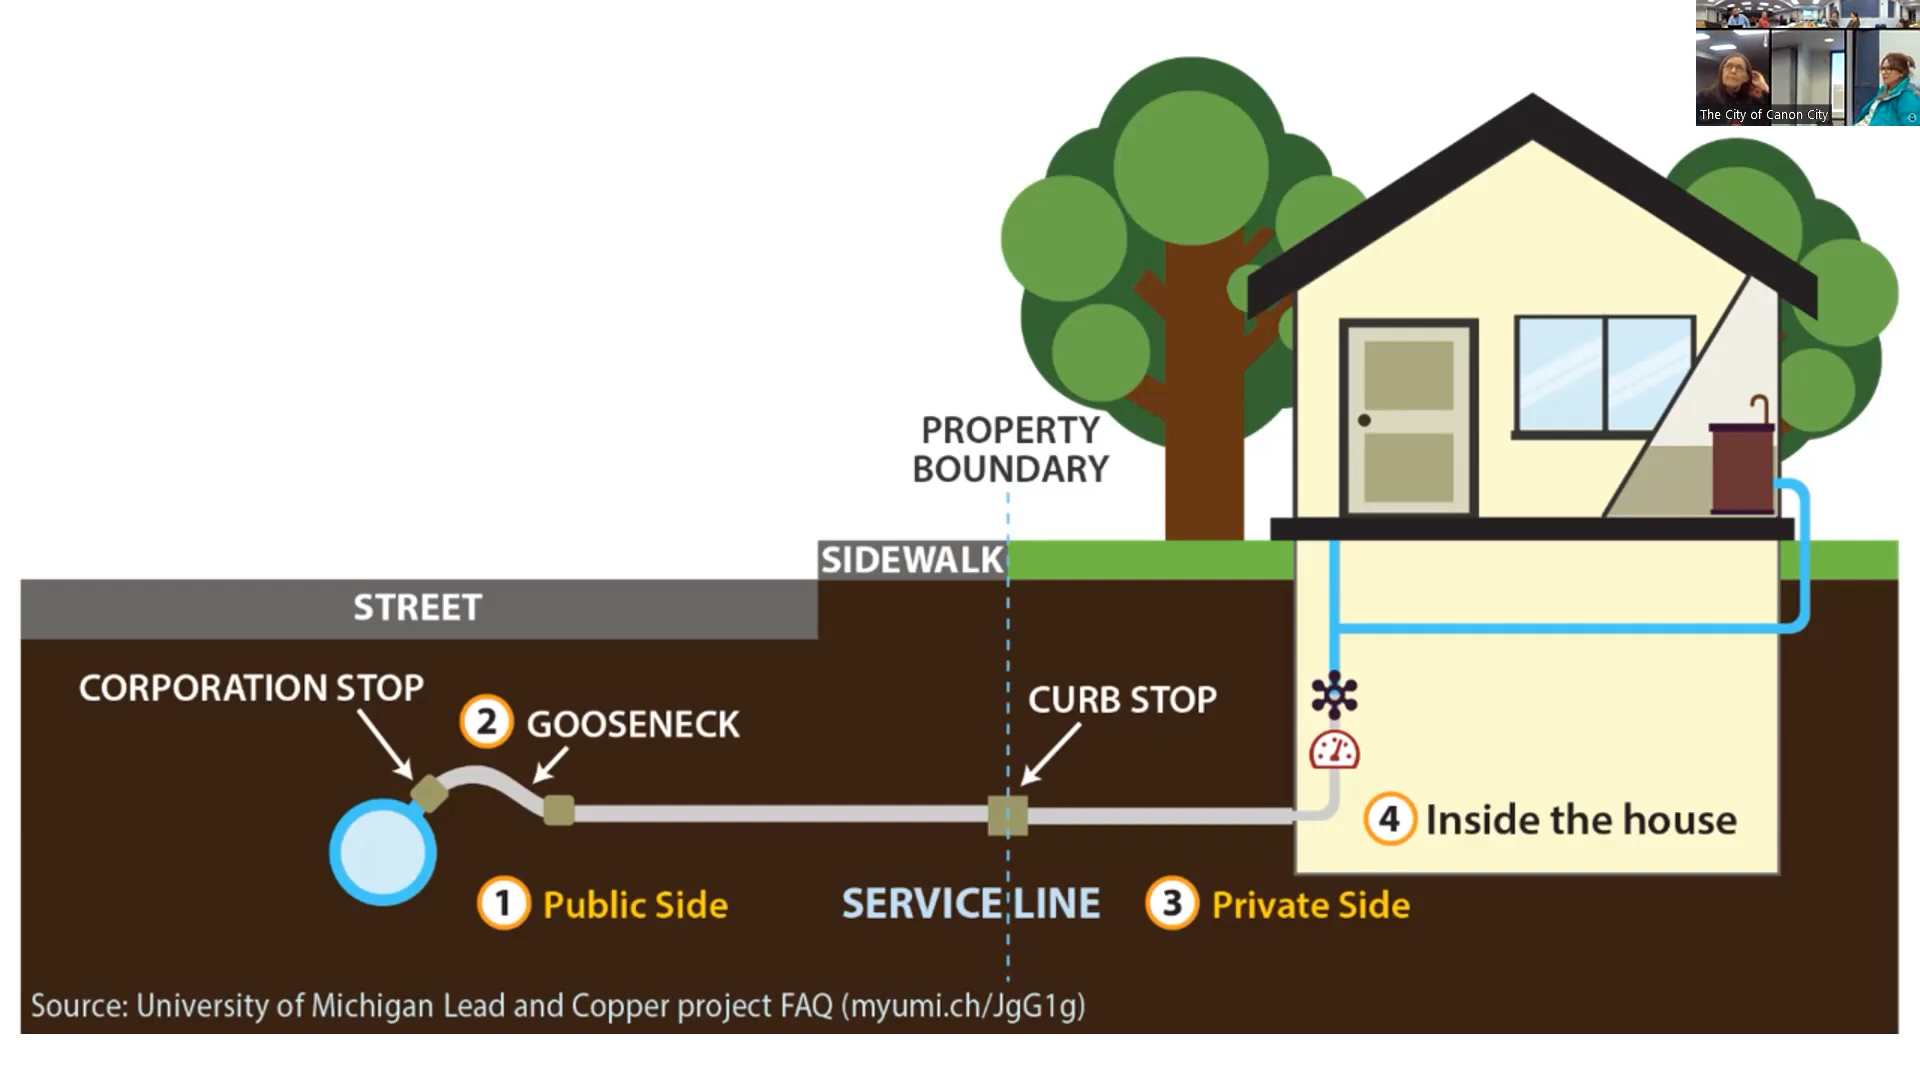 The City of Canon City
PROPERTY
BOUNDARY
SIDEWALK
STREET
CORPORATION STOP
2 GOOSENECK
CURB STOP
4 Inside the house
1 Public Side
SERVICE LINE
3 Private Side
Source: University of Michigan Lead and Copper project FAQ (myumi.ch/JgG1g)